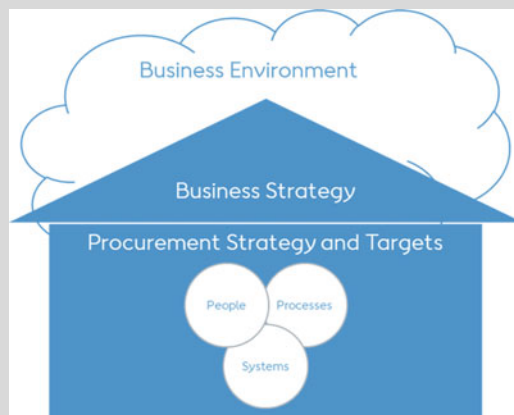 Business Environment
Business Strategy
Procurement Strategy and Targets
People
Processes
Systems